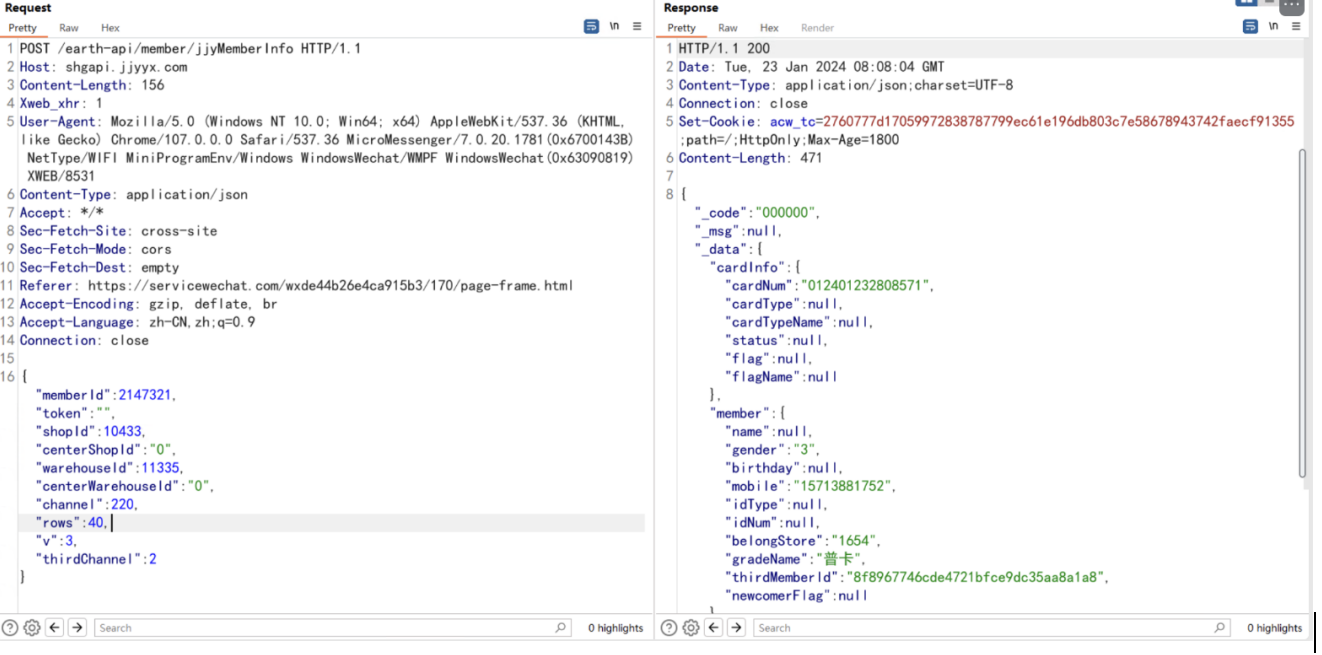 Request
Pretty Raw Hex \n
1 POST /earth-api/member/jjyMemberInfo HTTP/1.1
2 Host: shgapi.jjyyx.com
3 Content-Length: 156
4 Xweb_xhr: 1
5 User-Agent: Mozilla/5.0 (Windows NT 10.0; Win64; x64) AppleWebKit/537.36 (KHTML,
like Gecko) Chrome/107.0.0.0 Safari/537.36 MicroMessenger/7.0.20.1781(0x6700143B)
NetType/WIFI MiniProgramEnv/Windows WindowsWechat/WMPF WindowsWechat(0x63090819)
XWEB/8531
6 Content-Type: application/json
7 Accept: */*
8 Sec-Fetch-Site: cross-site
9 Sec-Fetch-Mode: cors
10 Sec-Fetch-Dest: empty
11 Referer: https://servicewechat.com/wxde44b26e4ca915b3/170/page-frame.html
12 Accept-Encoding: gzip, deflate, br
13 Accept-Language: zh-CN,zh;q=0.9
14 Connection: close
15
16 {
"memberId":2147321,
"token":"",
"shopId":10433,
"centerShopId":"0",
"warehouseId":11335,
"centerWarehouseId":"0",
"channel":220,
"rows":40,
"v":3,
"thirdChannel":2
}
Search 0 highlights
Response
Pretty Raw Hex Render \n
1 HTTP/1.1 200
2 Date: Tue, 23 Jan 2024 08:08:04 GMT
3 Content-Type: application/json;charset=UTF-8
4 Connection: close
5 Set-Cookie: acw_tc=2760777d17059972838787799ec61e196db803c7e58678943742faecf91355
;path=/;HttpOnly;Max-Age=1800
6 Content-Length: 471
7
8 {
"_code":"000000",
"_msg":null,
"_data":{
"cardInfo":{
"cardNum":"012401232808571",
"cardType":null,
"cardTypeName":null,
"status":null,
"flag":null,
"flagName":null
},
"member":{
"name":null,
"gender":"3",
"birthday":null,
"mobile":"15713881752",
"idType":null,
"idNum":null,
"belongStore":"1654",
"gradeName":"普卡",
"thirdMemberId":"8f8967746cde4721bfce9dc35aa8a1a8",
"newcomerFlag":null
}
Search 0 highlights